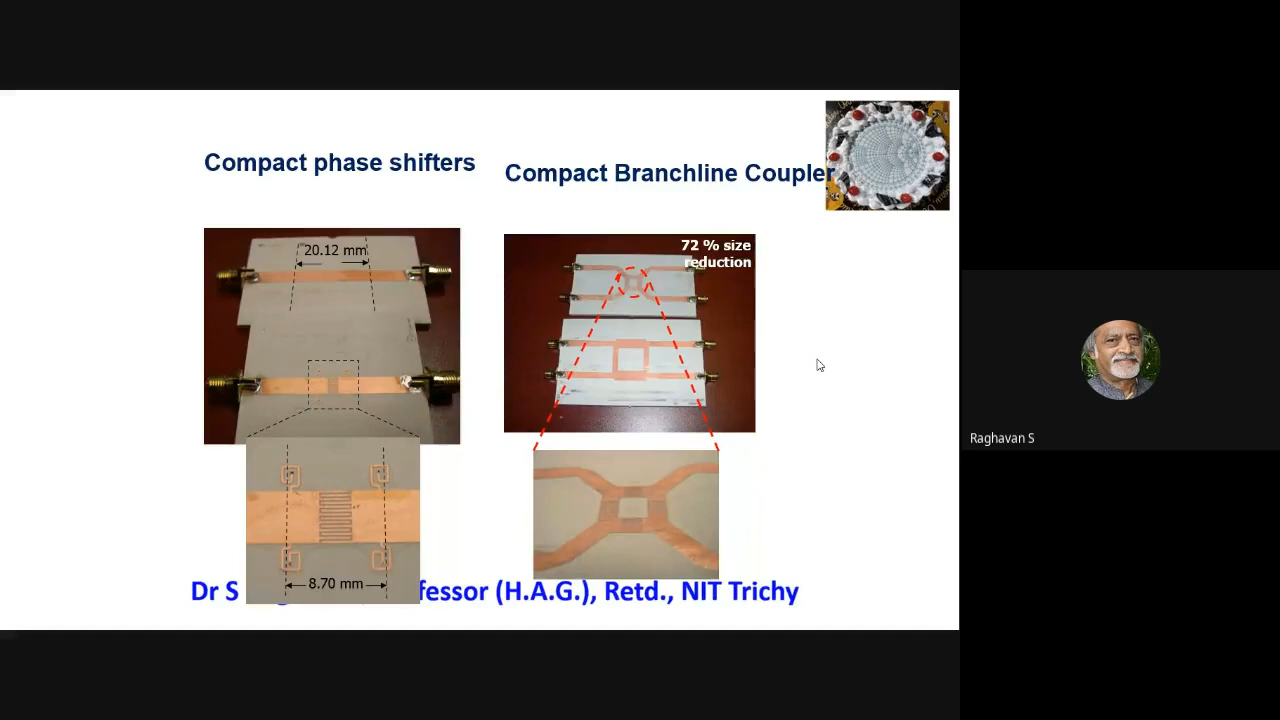 Compact phase shifters
Compact Branchline Coupler
20.12 mm
72 % size
reduction
8.70 mm
Dr S fessor (H.A.G.), Retd., NIT Trichy
Raghavan S